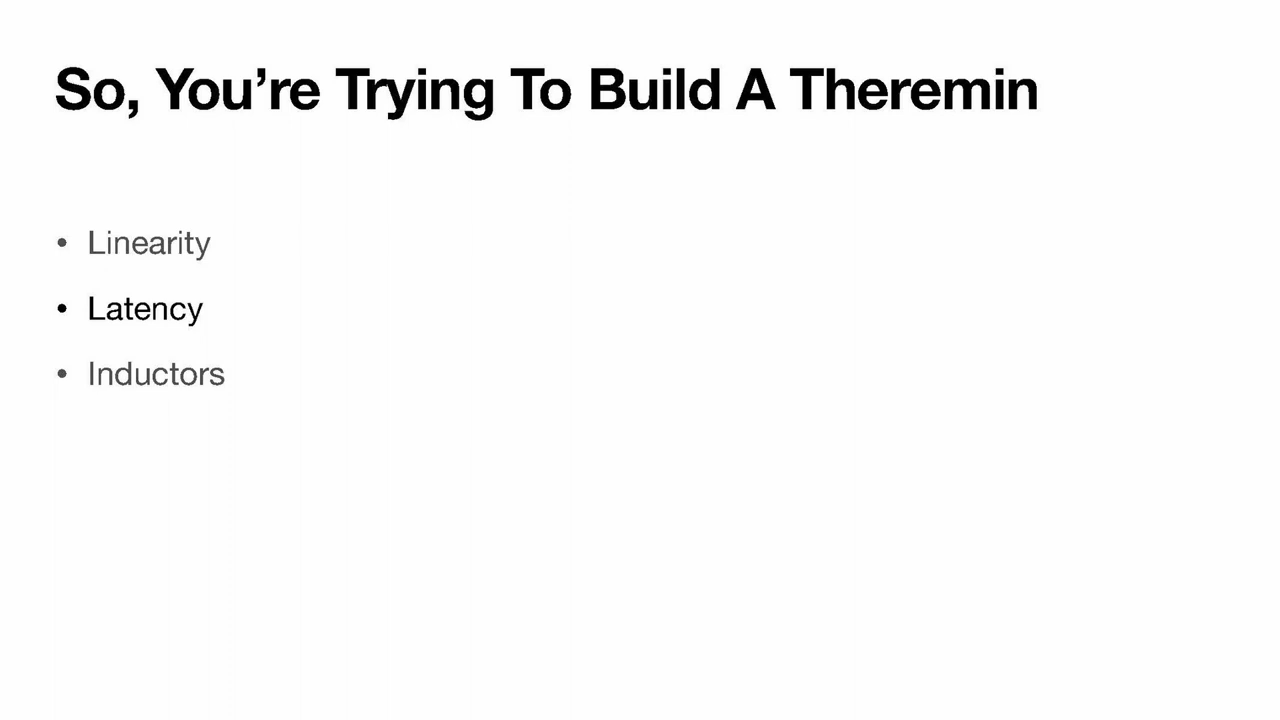 So, You’re Trying To Build A Theremin
• Linearity
• Latency
• Inductors